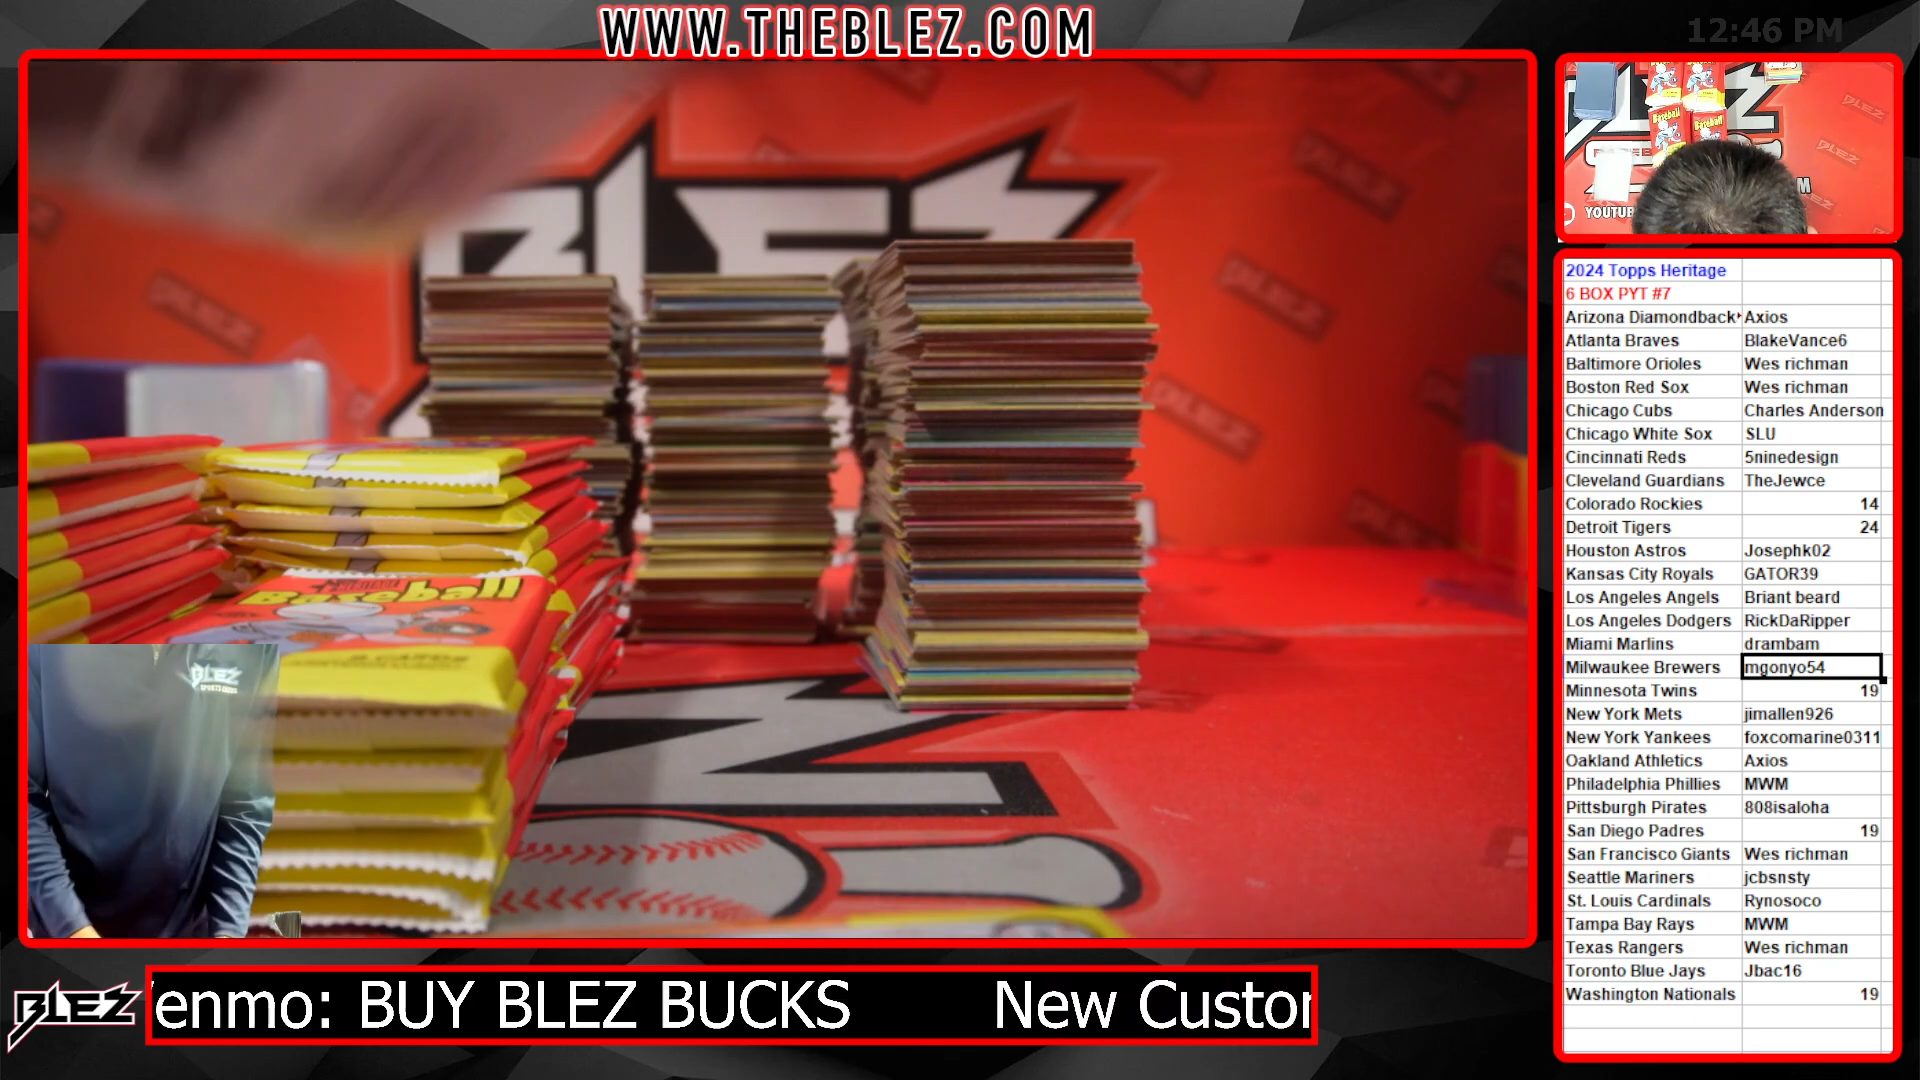 WWW.THEBLEZ.COM
12:46 PM
BLEZ
Baseball
BLEZ
Baseball
Baseball
BLEZ
BLEZ
YOUTUB
2024 Topps Heritage
6 BOX PYT #7
Arizona Diamondback Axios
Atlanta Braves BlakeVance6
Baltimore Orioles Wes richman
Boston Red Sox Wes richman
Chicago Cubs Charles Anderson
Chicago White Sox SLU
Cincinnati Reds 5ninedesign
Cleveland Guardians TheJewce
Colorado Rockies 14
Detroit Tigers 24
Houston Astros Josephk02
Kansas City Royals GATOR39
Los Angeles Angels Briant beard
Los Angeles Dodgers RickDaRipper
Miami Marlins drambam
Milwaukee Brewers mgonyo54
Minnesota Twins 19
New York Mets jimallen926
New York Yankees foxcomarine0311
Oakland Athletics Axios
Philadelphia Phillies MWM
Pittsburgh Pirates 808isaloha
San Diego Padres 19
San Francisco Giants Wes richman
Seattle Mariners jcbsnsty
St. Louis Cardinals Rynosoco
Tampa Bay Rays MWM
Texas Rangers Wes richman
Toronto Blue Jays Jbac16
Washington Nationals 19
BLEZ
enmo: BUY BLEZ BUCKS New Custor